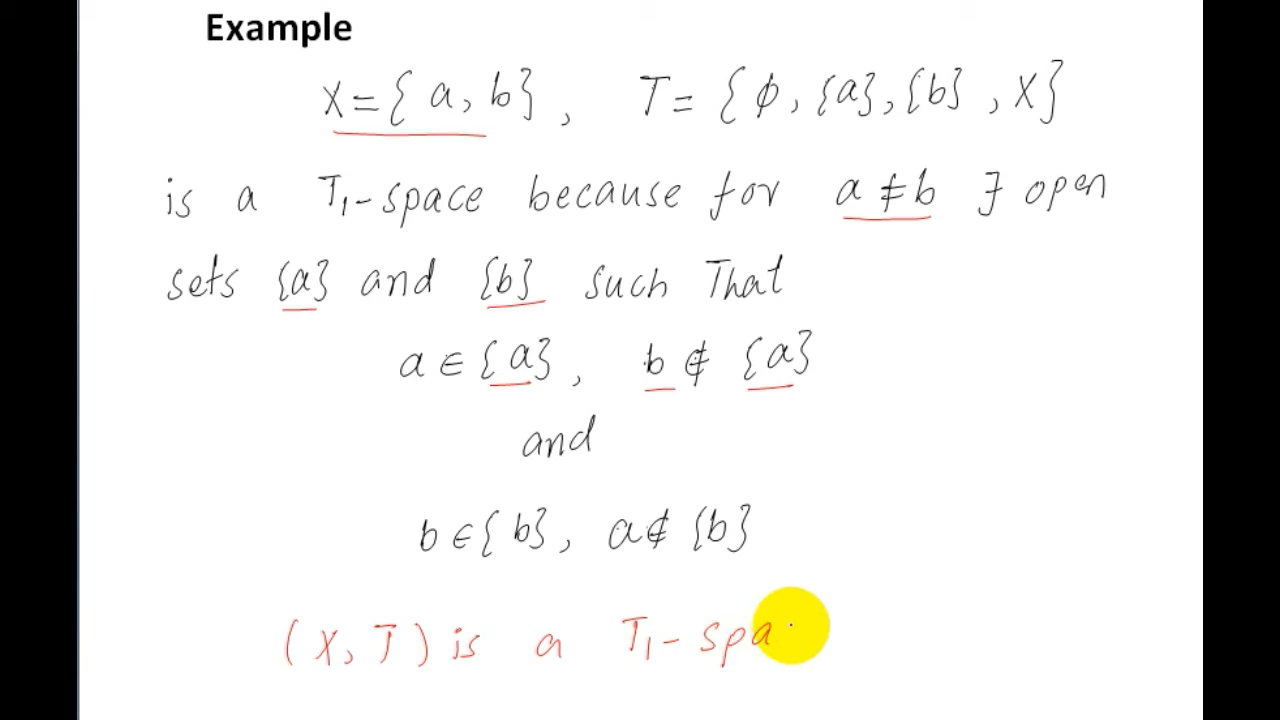 Example
X={a, b}, T={ϕ, {a}, {b}, X}
is a T₁-space because for a≠b ∃ open
sets {a} and {b} such That
a∈{a}, b∉{a}
and
b∈{b}, a∉{b}
(X, T) is a T₁-spa